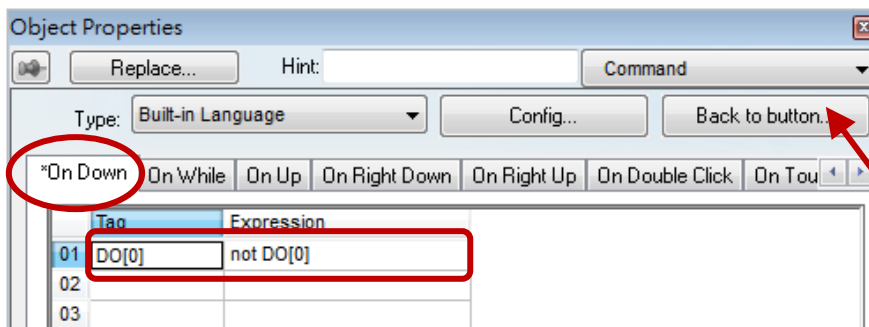 Object Properties
Replace... Hint: Command
Type: Built-in Language Config... Back to button...
*On Down On While On Up On Right Down On Right Up On Double Click On Tou
Tag Expression
01 DO[0] not DO[0]
02
03